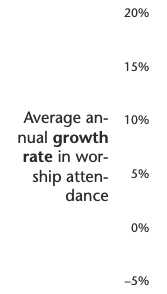 20%
15%
Average an-
nual growth
rate in wor-
ship atten-
dance
10%
5%
0%
–5%